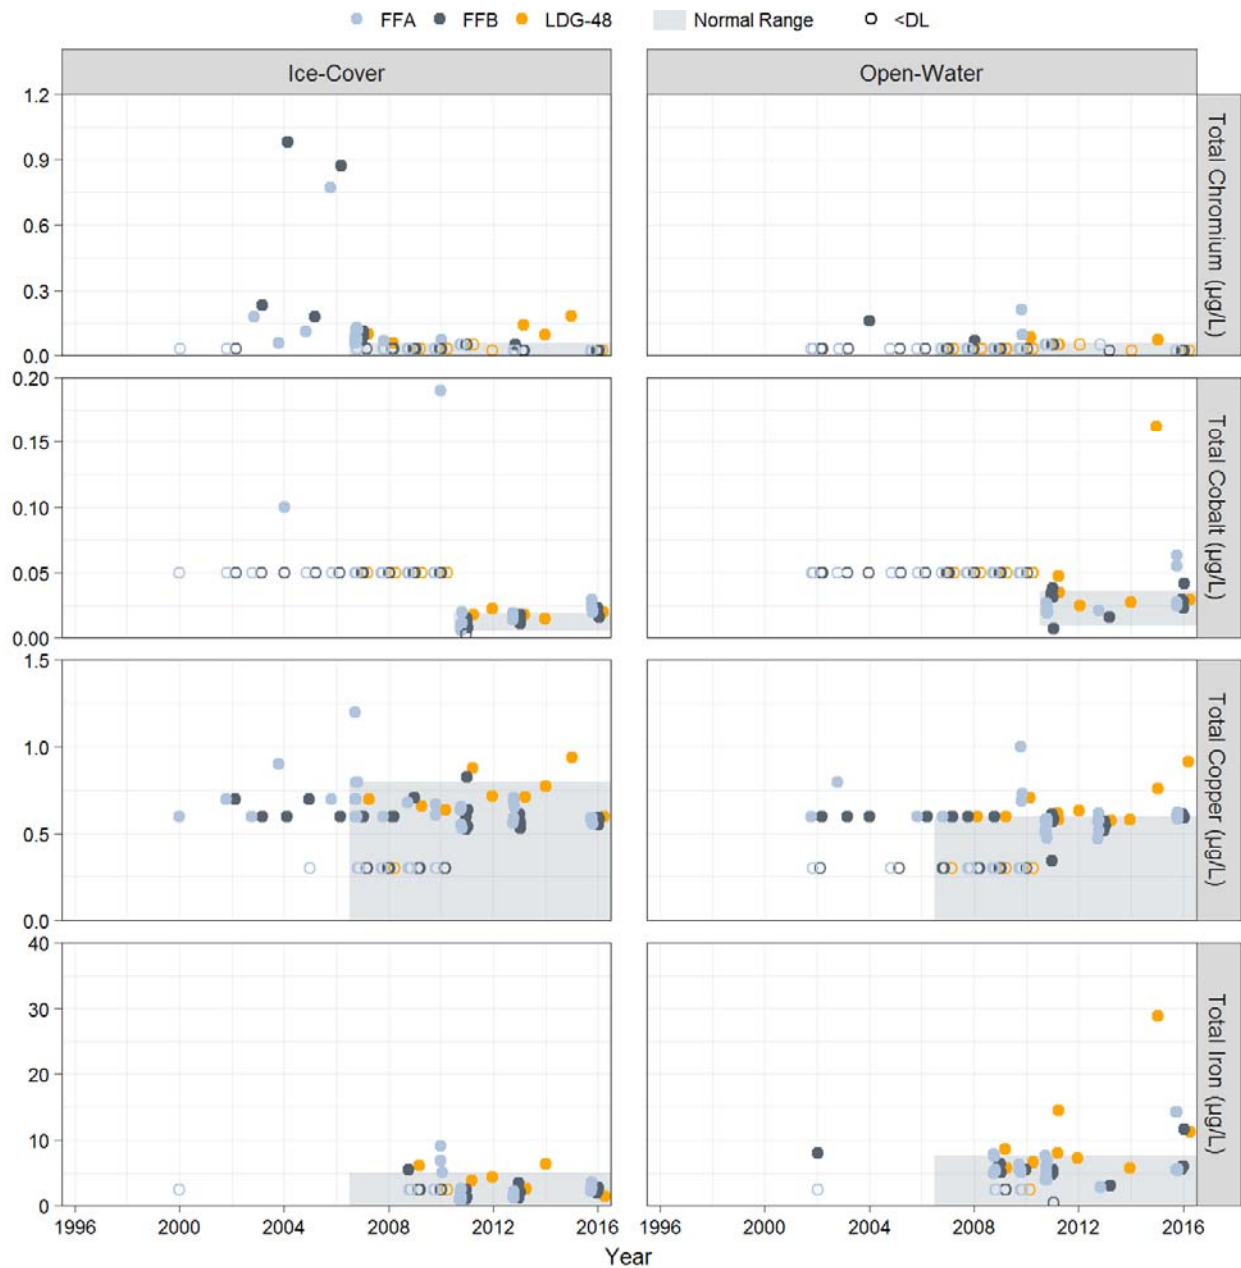 FFA FFB LDG-48 Normal Range <DL
Ice-Cover Open-Water
1.2
0.9
0.6
0.3
0.0
Total Chromium (µg/L)
0.20
0.15
0.10
0.05
0.00
Total Cobalt (µg/L)
1.5
1.0
0.5
0.0
Total Copper (µg/L)
40
30
20
10
0
Total Iron (µg/L)
1996 2000 2004 2008 2012 2016 1996 2000 2004 2008 2012 2016
Year